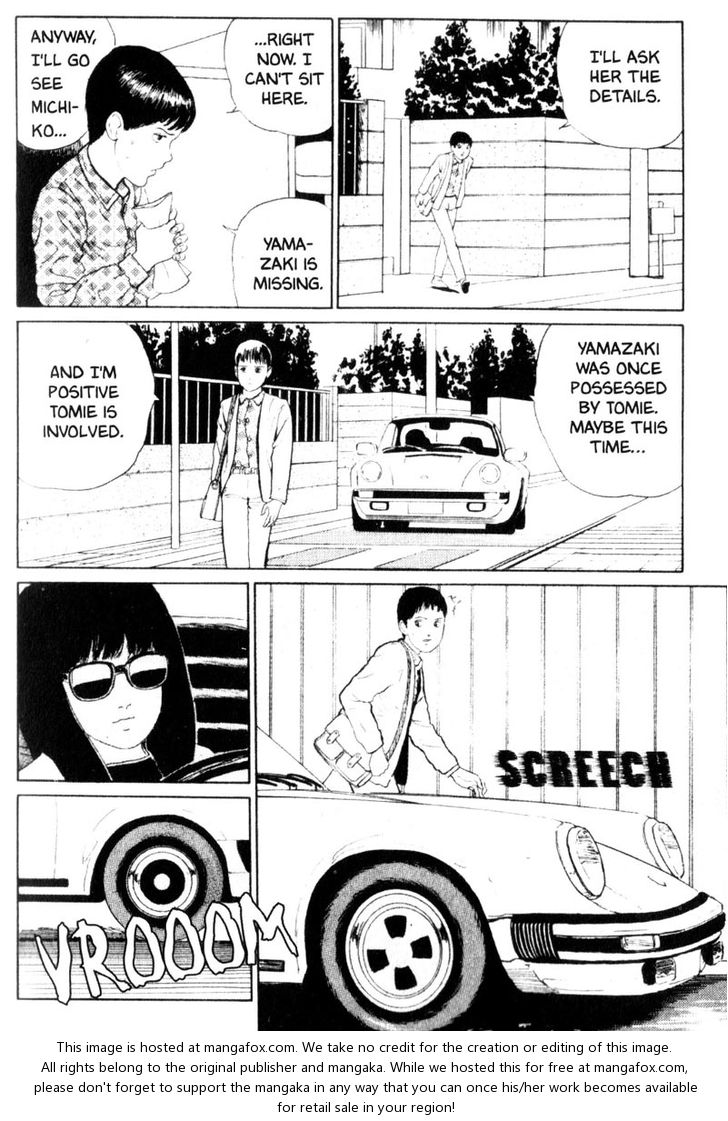 ANYWAY,
I'LL GO
SEE
MICHI-
KO...
...RIGHT
NOW. I
CAN'T SIT
HERE.
YAMA-
ZAKI IS
MISSING.
I'LL ASK
HER THE
DETAILS.
AND I'M
POSITIVE
TOMIE IS
INVOLVED.
YAMAZAKI
WAS ONCE
POSSESSED
BY TOMIE.
MAYBE THIS
TIME...
VROOOM
SCREECH
This image is hosted at mangafox.com. We take no credit for the creation or editing of this image.
All rights belong to the original publisher and mangaka. While we hosted this for free at mangafox.com,
please don't forget to support the mangaka in any way that you can once his/her work becomes available
for retail sale in your region!